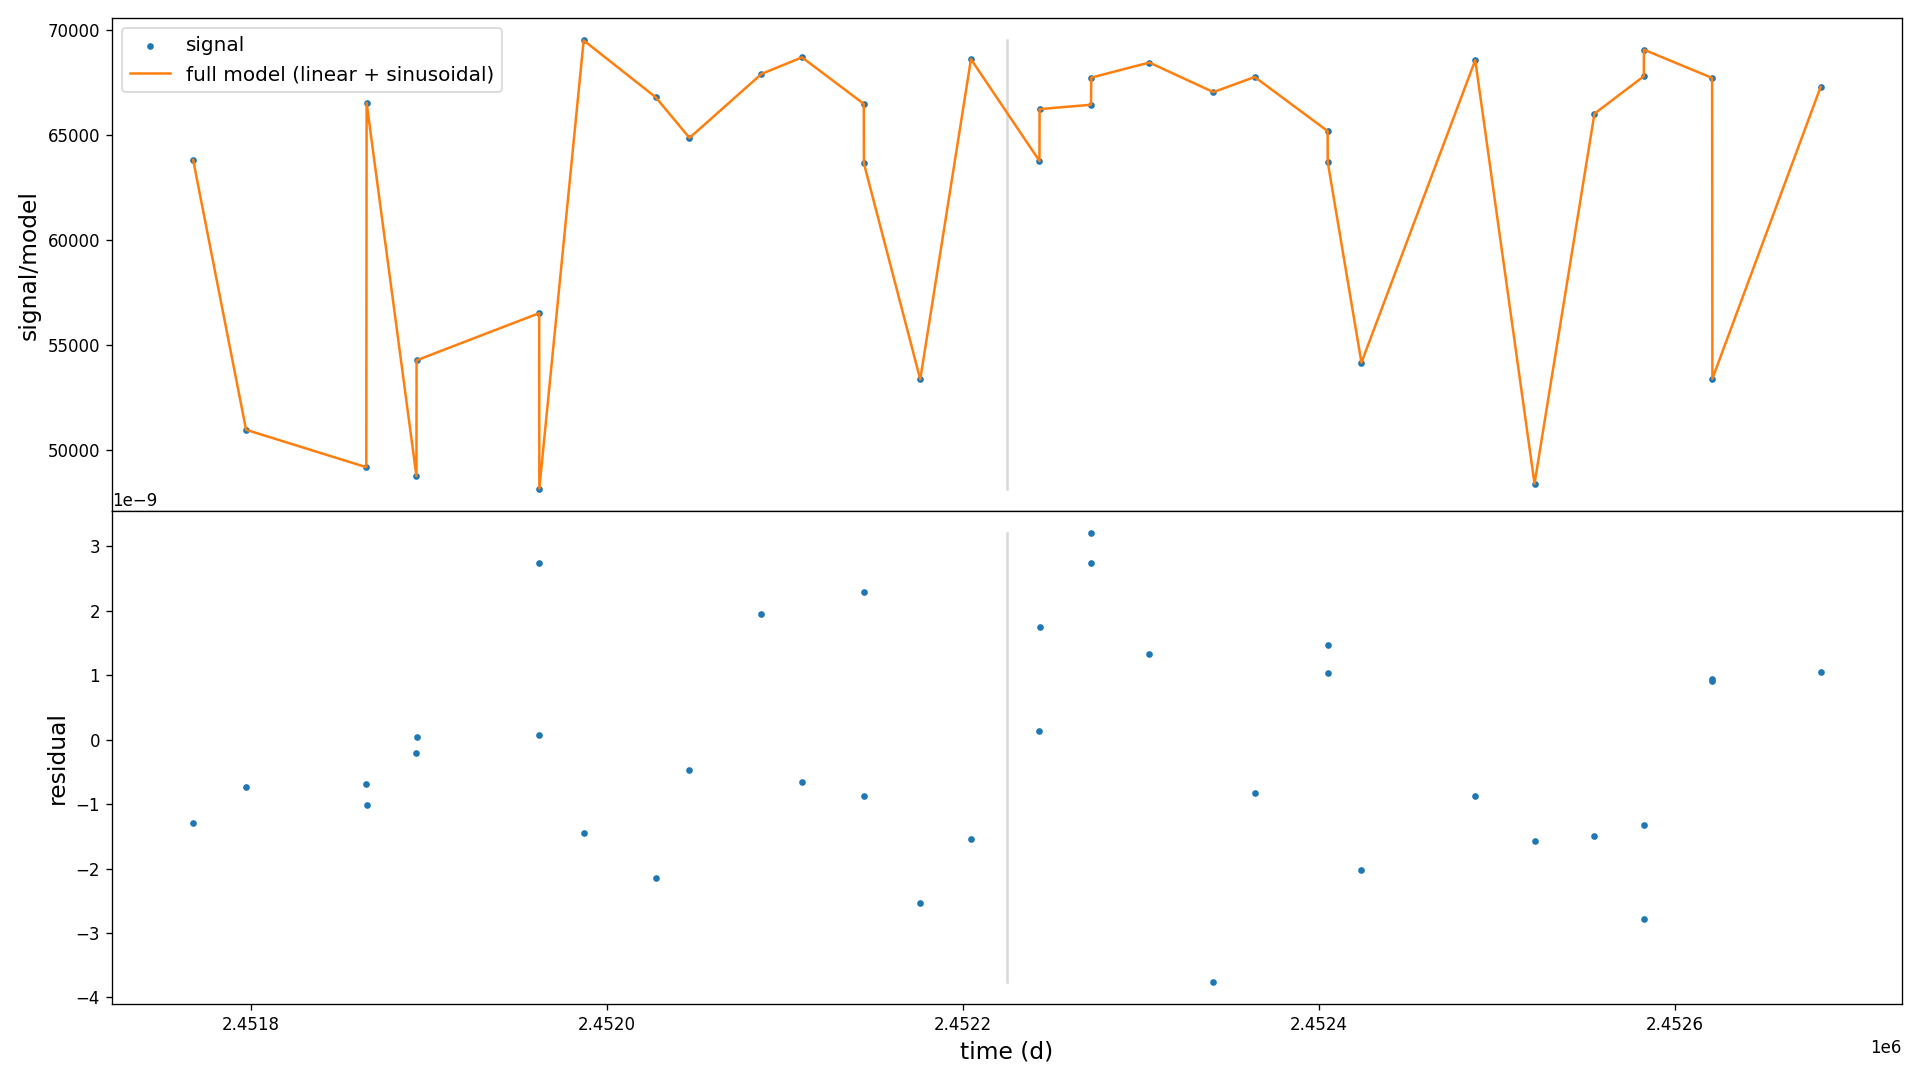 70000
65000
60000
55000
50000
signal/model
signal
full model (linear + sinusoidal)
1e−9
3
2
1
0
−1
−2
−3
−4
residual
2.4518
2.4520
2.4522
2.4524
2.4526
time (d)
1e6